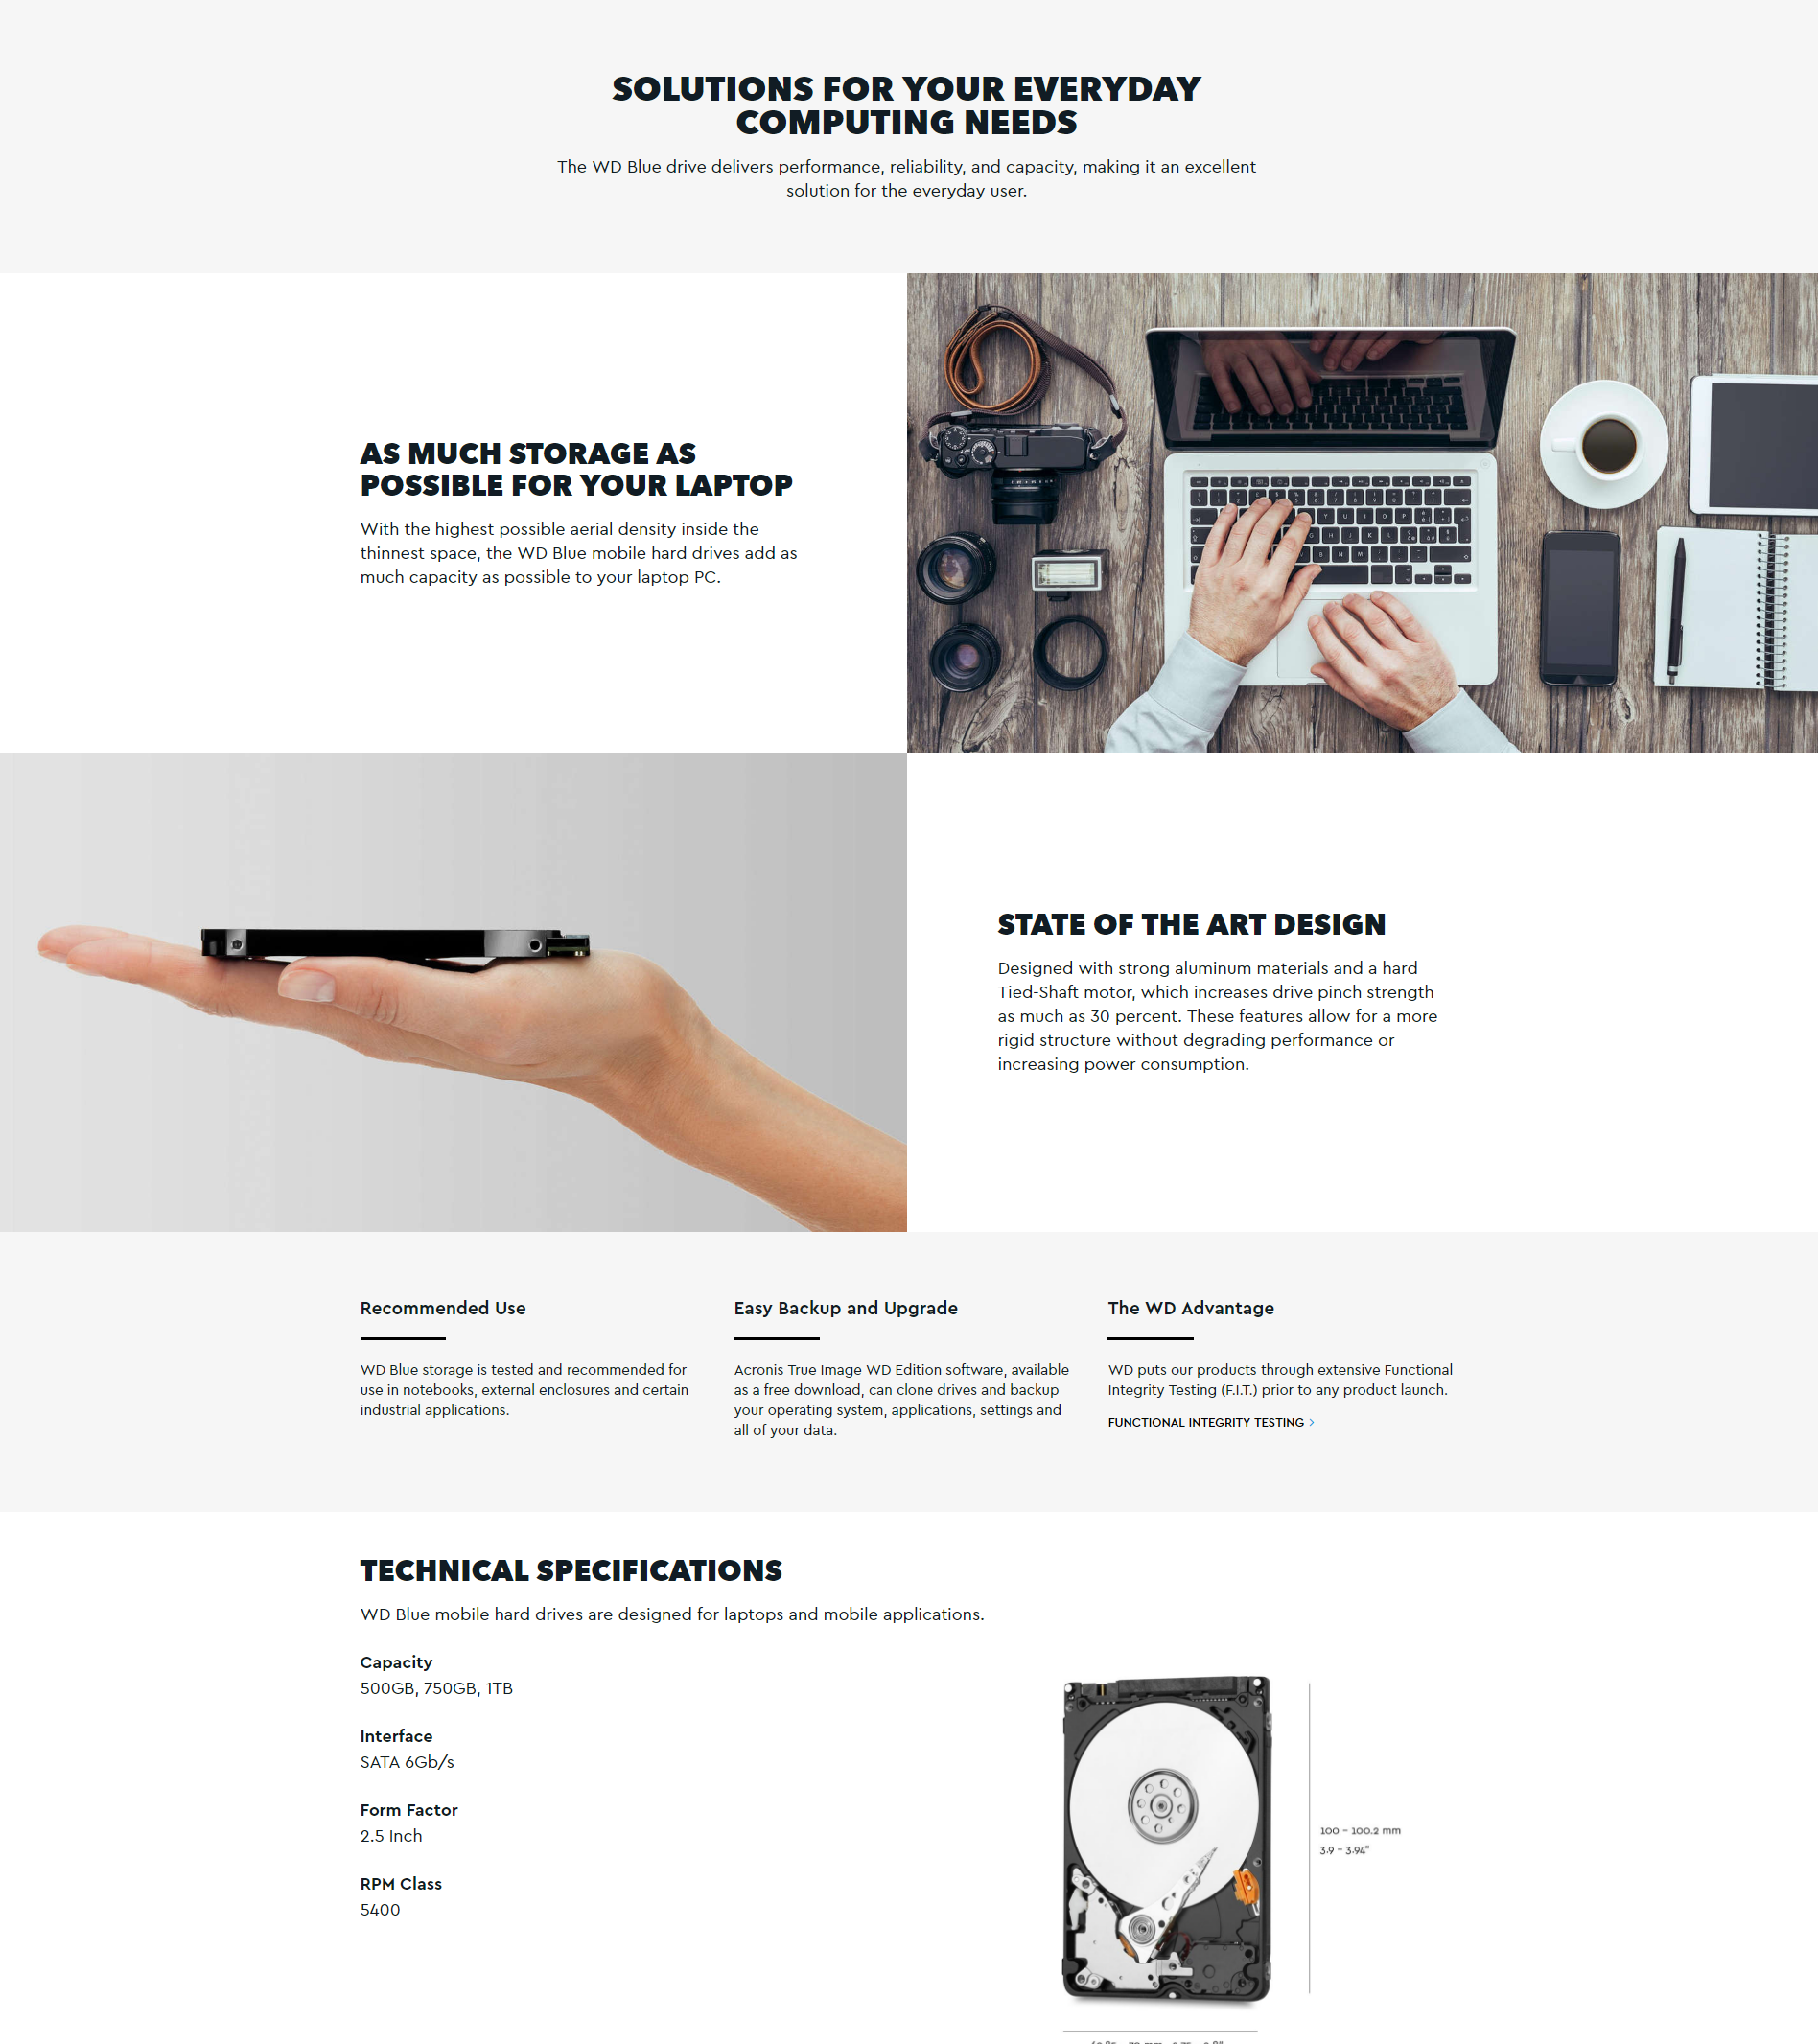 SOLUTIONS FOR YOUR EVERYDAY
COMPUTING NEEDS
The WD Blue drive delivers performance, reliability, and capacity, making it an excellent
solution for the everyday user.
AS MUCH STORAGE AS
POSSIBLE FOR YOUR LAPTOP
With the highest possible aerial density inside the
thinnest space, the WD Blue mobile hard drives add as
much capacity as possible to your laptop PC.
STATE OF THE ART DESIGN
Designed with strong aluminum materials and a hard
Tied-Shaft motor, which increases drive pinch strength
as much as 30 percent. These features allow for a more
rigid structure without degrading performance or
increasing power consumption.
Recommended Use
WD Blue storage is tested and recommended for
use in notebooks, external enclosures and certain
industrial applications.
Easy Backup and Upgrade
Acronis True Image WD Edition software, available
as a free download, can clone drives and backup
your operating system, applications, settings and
all of your data.
The WD Advantage
WD puts our products through extensive Functional
Integrity Testing (F.I.T.) prior to any product launch.
FUNCTIONAL INTEGRITY TESTING >
TECHNICAL SPECIFICATIONS
WD Blue mobile hard drives are designed for laptops and mobile applications.
Capacity
500GB, 750GB, 1TB
Interface
SATA 6Gb/s
Form Factor
2.5 Inch
RPM Class
5400
100 - 100.2 mm
3.9 - 3.94"